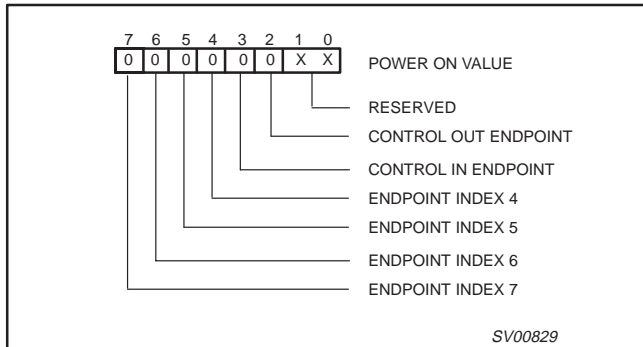 7 6 5 4 3 2 1 0
0 0 0 0 0 0 X X POWER ON VALUE
RESERVED
CONTROL OUT ENDPOINT
CONTROL IN ENDPOINT
ENDPOINT INDEX 4
ENDPOINT INDEX 5
ENDPOINT INDEX 6
ENDPOINT INDEX 7
SV00829